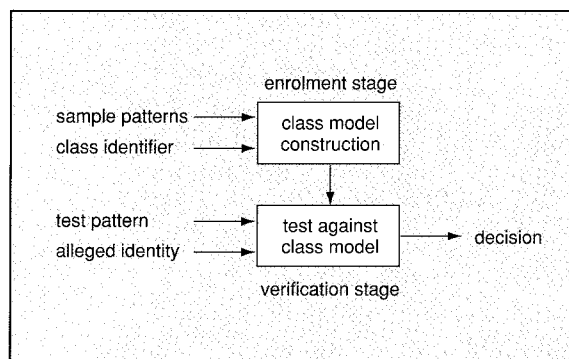 enrolment stage
sample patterns
class identifier
class model
construction
test pattern
alleged identity
test against
class model
decision
verification stage